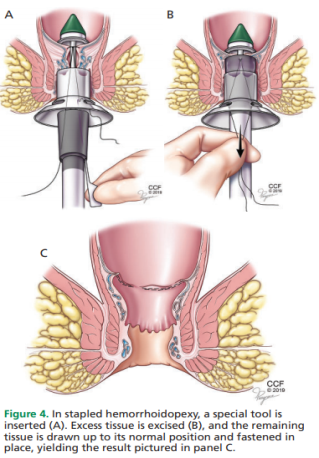 A
B
CCF
© 2019
CCF
© 2019
C
CCF
© 2019
Figure 4. In stapled hemorrhoidopexy, a special tool is
inserted (A). Excess tissue is excised (B), and the remaining
tissue is drawn up to its normal position and fastened in
place, yielding the result pictured in panel C.